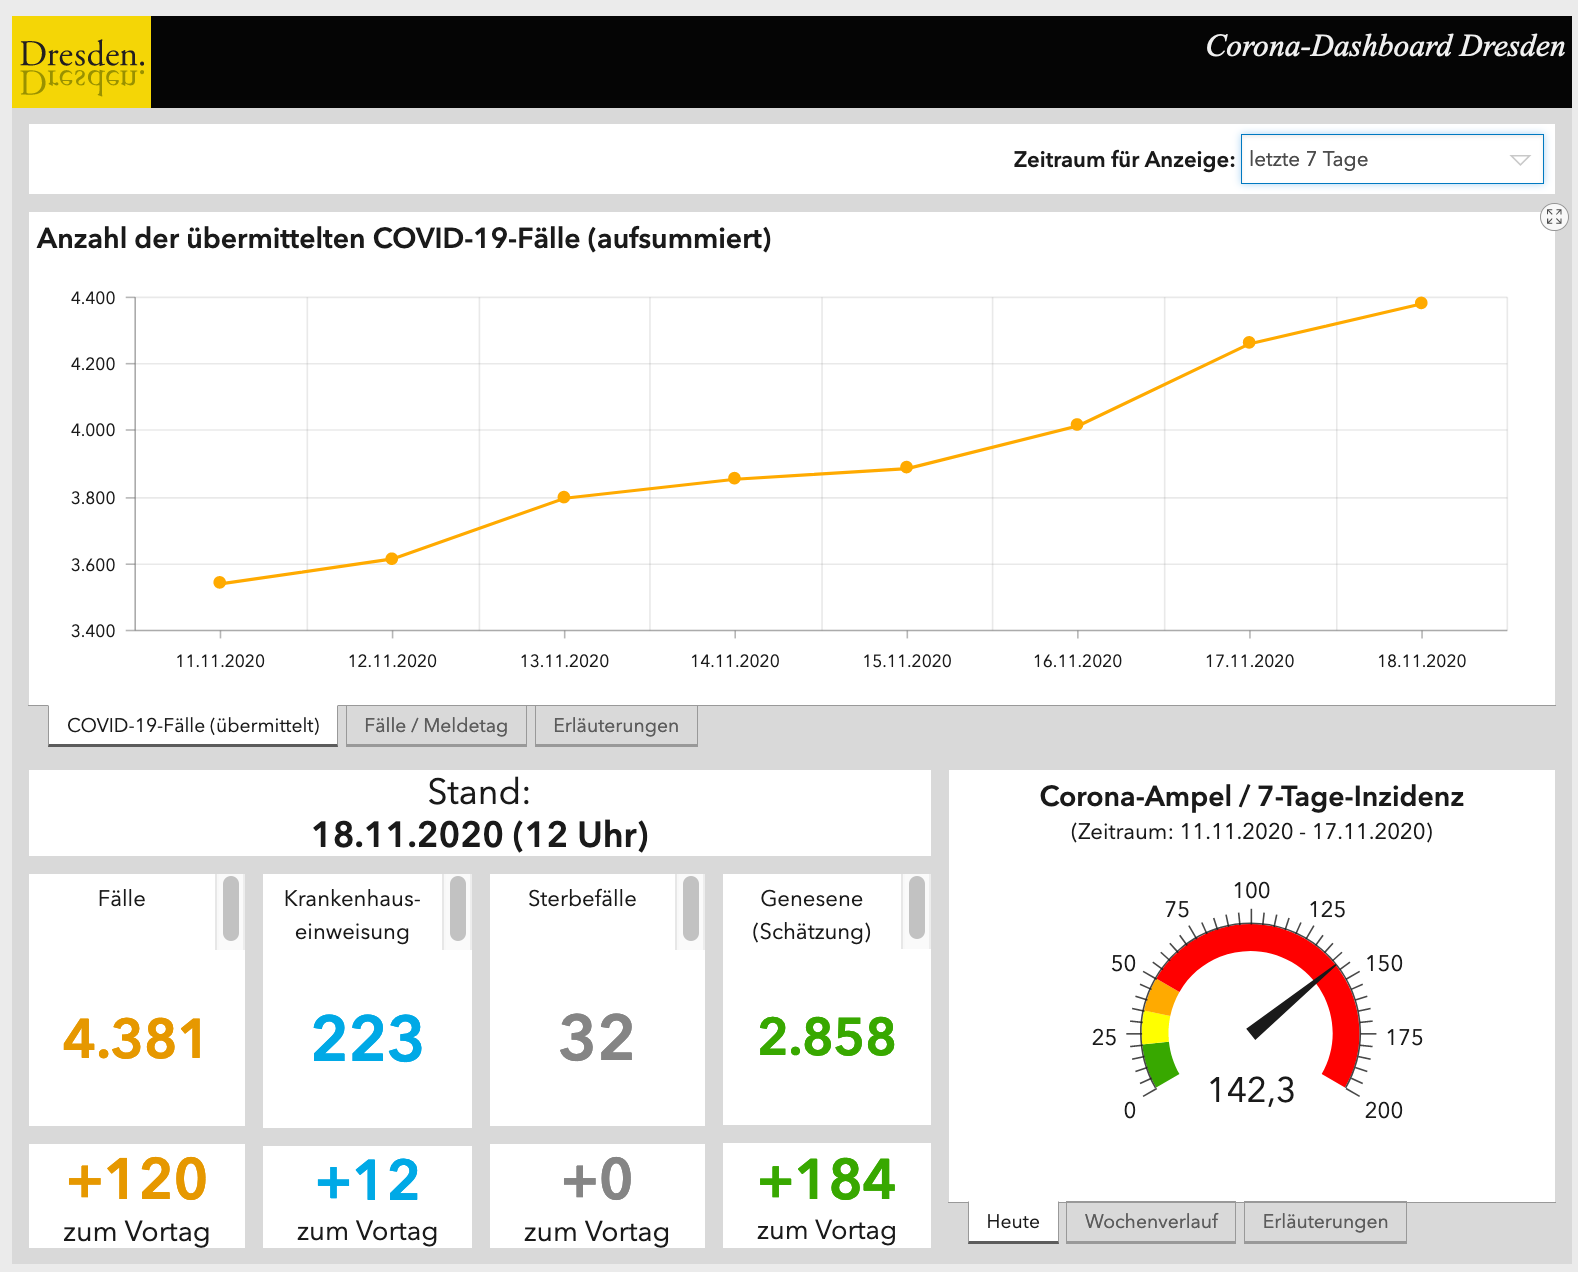 Dresden.
Corona-Dashboard Dresden
Zeitraum für Anzeige: letzte 7 Tage
Anzahl der übermittelten COVID-19-Fälle (aufsummiert)
4.400
4.200
4.000
3.800
3.600
3.400
11.11.2020 12.11.2020 13.11.2020 14.11.2020 15.11.2020 16.11.2020 17.11.2020 18.11.2020
COVID-19-Fälle (übermittelt) Fälle / Meldetag Erläuterungen
Stand:
18.11.2020 (12 Uhr)
Fälle
4.381
+120
zum Vortag
Krankenhaus-
einweisung
223
+12
zum Vortag
Sterbefälle
32
+0
zum Vortag
Genesene
(Schätzung)
2.858
+184
zum Vortag
Corona-Ampel / 7-Tage-Inzidenz
(Zeitraum: 11.11.2020 - 17.11.2020)
0
25
50
75
100
125
150
175
200
142,3
Heute Wochenverlauf Erläuterungen